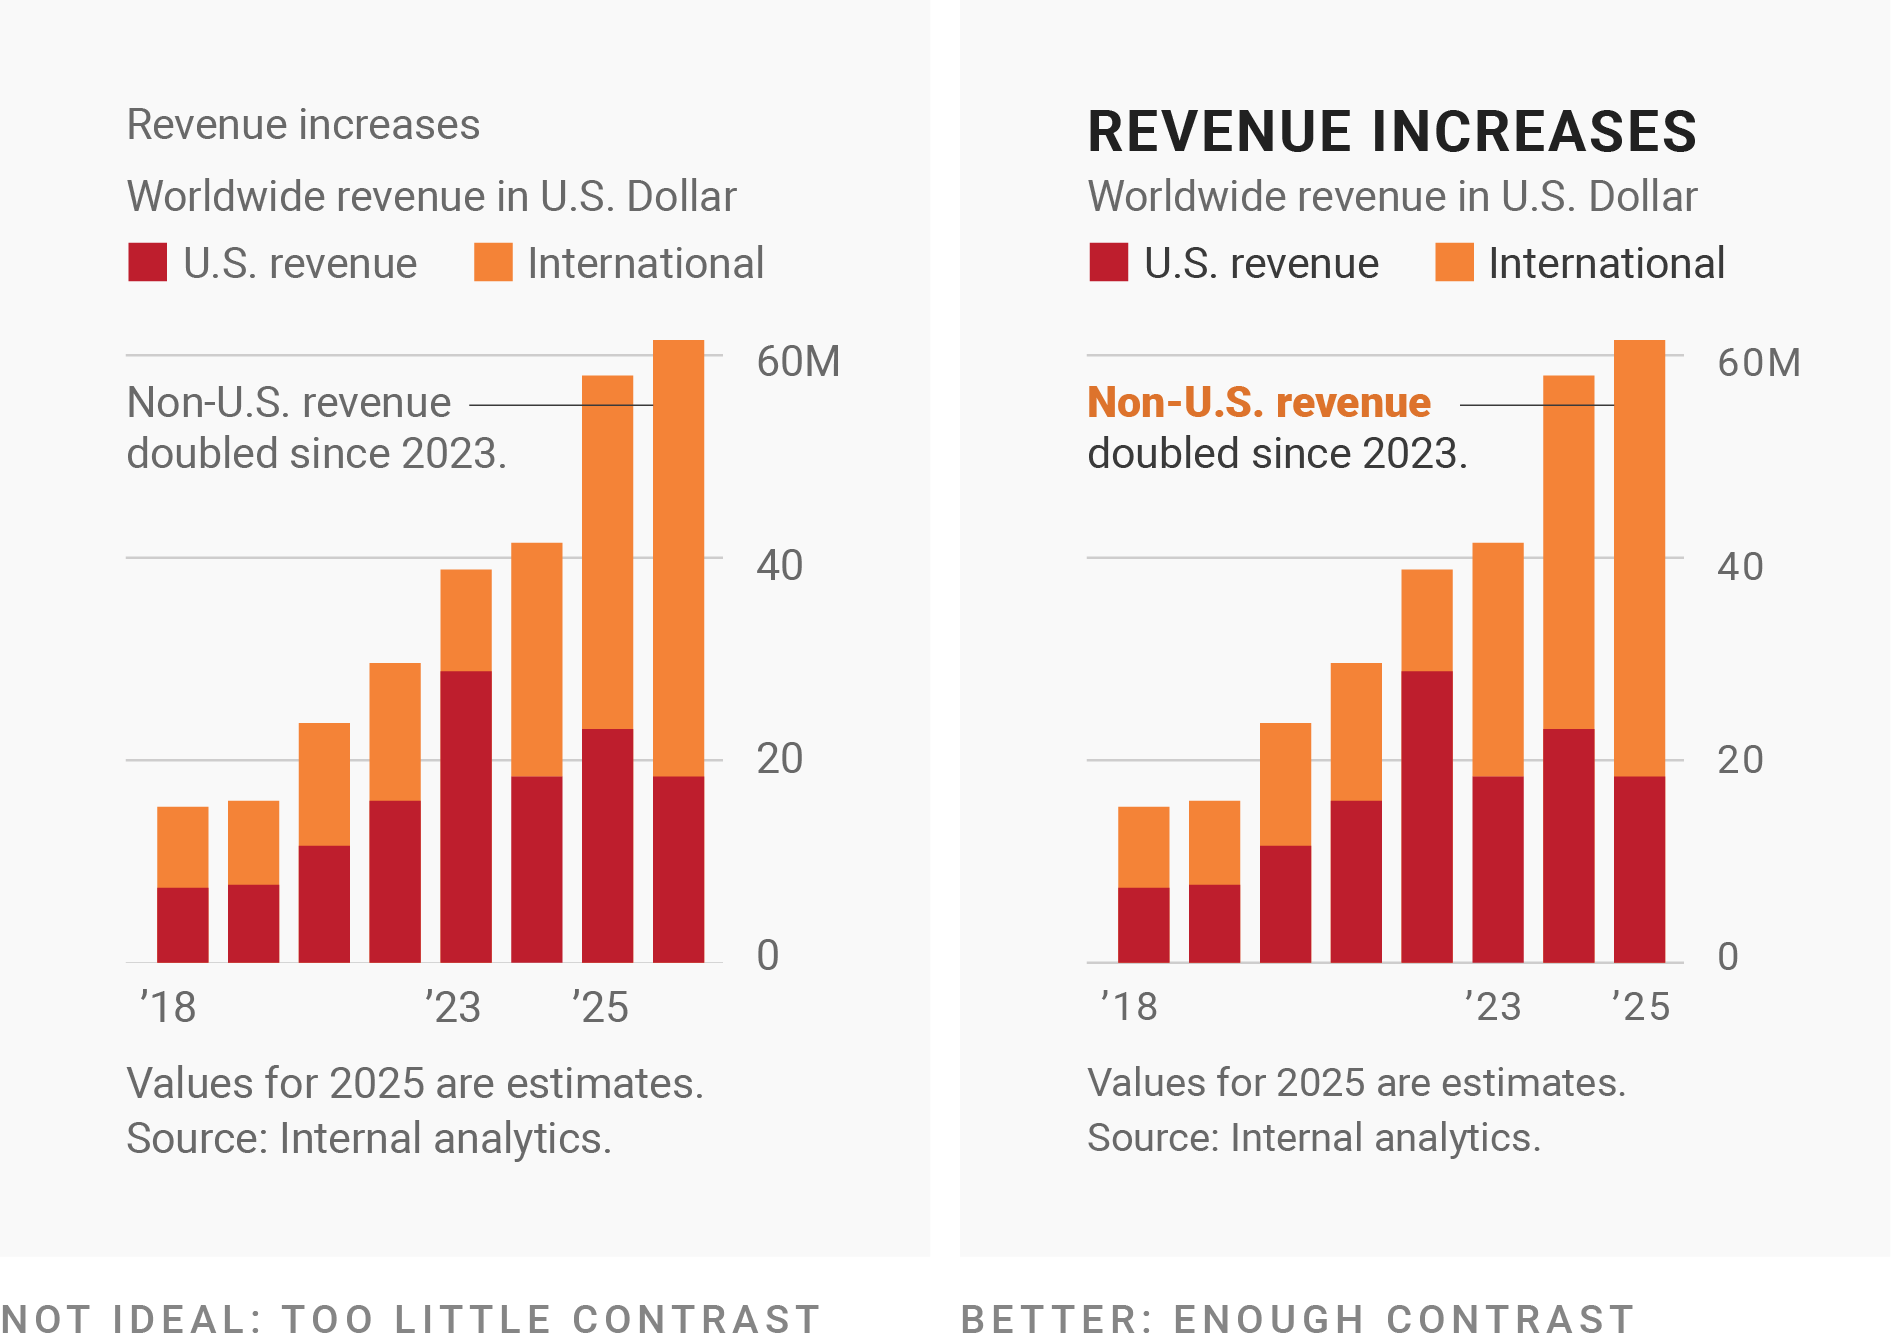 Revenue increases
Worldwide revenue in U.S. Dollar
U.S. revenue International
60M
Non-U.S. revenue
doubled since 2023.
40
20
0
’18 ’23 ’25
Values for 2025 are estimates.
Source: Internal analytics.
NOT IDEAL: TOO LITTLE CONTRAST
REVENUE INCREASES
Worldwide revenue in U.S. Dollar
U.S. revenue International
60M
Non-U.S. revenue
doubled since 2023.
40
20
0
’18 ’23 ’25
Values for 2025 are estimates.
Source: Internal analytics.
BETTER: ENOUGH CONTRAST